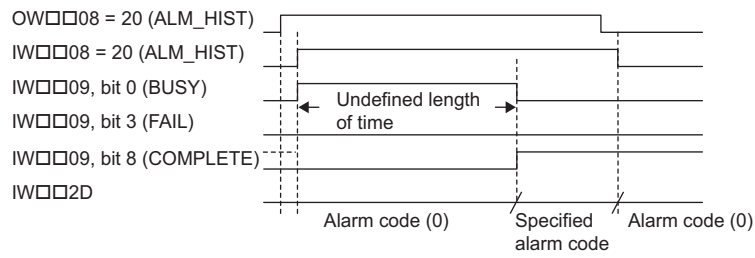 OW□□08 = 20 (ALM_HIST)
IW□□08 = 20 (ALM_HIST)
IW□□09, bit 0 (BUSY)
Undefined length
of time
IW□□09, bit 3 (FAIL)
IW□□09, bit 8 (COMPLETE)
IW□□2D
Alarm code (0)
Specified
alarm code
Alarm code (0)